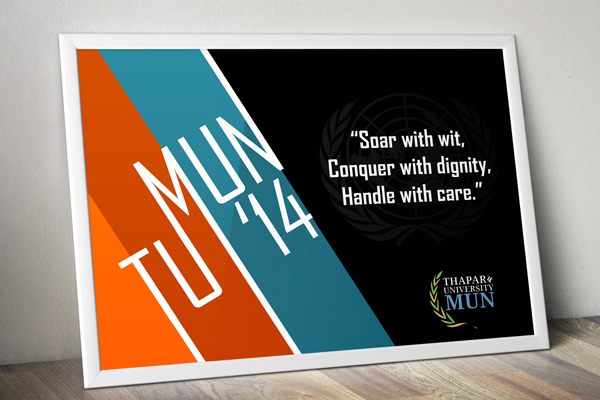 TU
MUN
'14
“Soar with wit,
Conquer with dignity,
Handle with care.”
THAPAR
UNIVERSITY
MUN